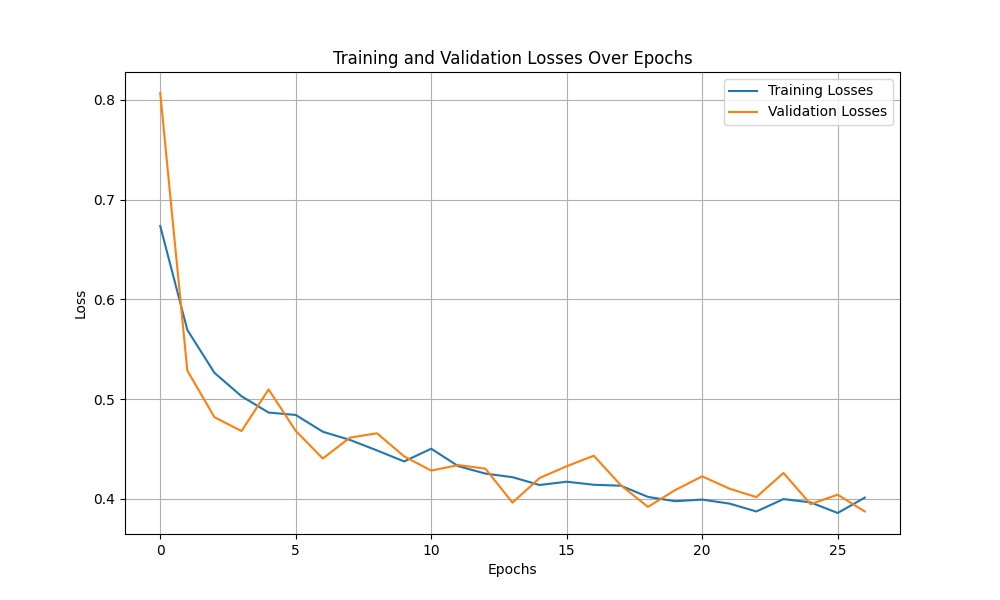 Training and Validation Losses Over Epochs
Training Losses
Validation Losses
0.8
0.7
0.6
0.5
0.4
Loss
0
5
10
15
20
25
Epochs